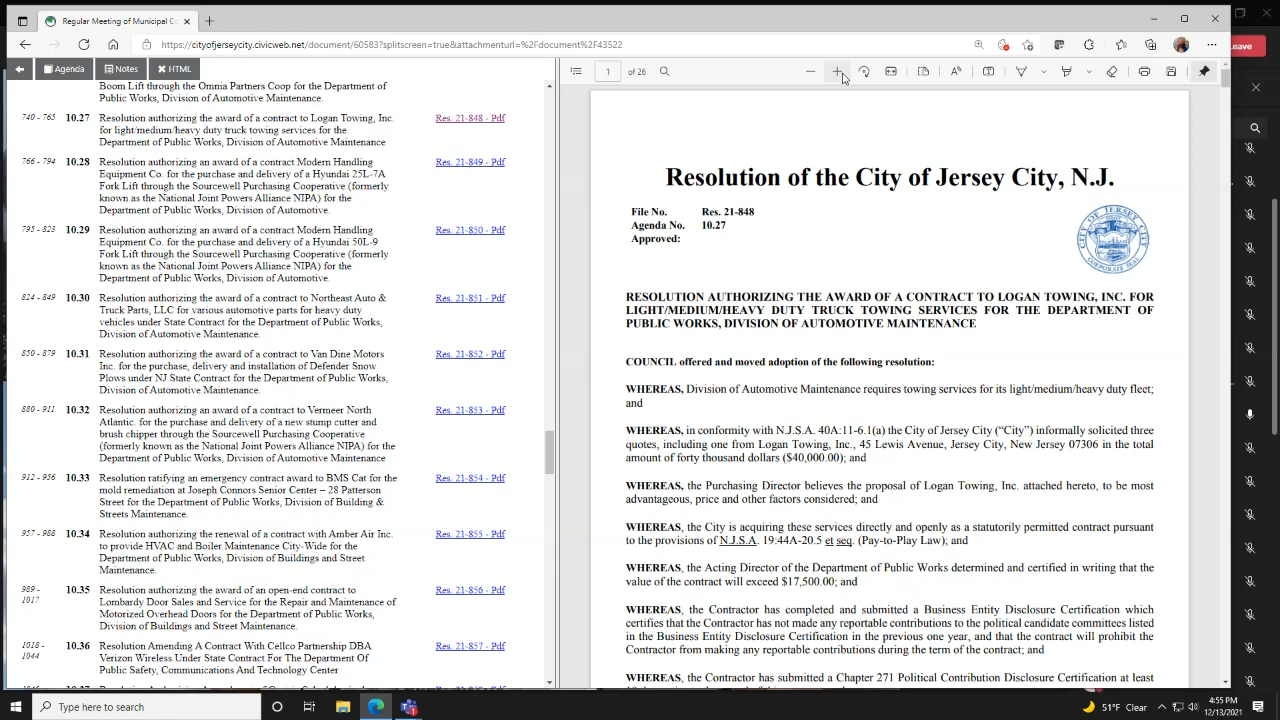 Regular Meeting of Municipal Co
https://cityofjerseycity.civicweb.net/document/60583?splitscreen=true&attachmenturl=%2Fdocument%2F43522
eave
Agenda
Notes
HTML
Boom Lift through the Omnia Partners Coop for the Department of
Public Works, Division of Automotive Maintenance.
740 - 765 10.27 Resolution authorizing the award of a contract to Logan Towing, Inc. Res. 21-848 - Pdf
for light/medium/heavy duty truck towing services for the
Department of Public Works, Division of Automotive Maintenance
766 - 794 10.28 Resolution authorizing an award of a contract Modern Handling Res. 21-849 - Pdf
Equipment Co. for the purchase and delivery of a Hyundai 25L-7A
Fork Lift through the Sourcewell Purchasing Cooperative (formerly
known as the National Joint Powers Alliance NIPA) for the
Department of Public Works, Division of Automotive.
795 - 823 10.29 Resolution authorizing an award of a contract Modern Handling Res. 21-850 - Pdf
Equipment Co. for the purchase and delivery of a Hyundai 50L-9
Fork Lift through the Sourcewell Purchasing Cooperative (formerly
known as the National Joint Powers Alliance NIPA) for the
Department of Public Works, Division of Automotive.
824 - 849 10.30 Resolution authorizing the award of a contract to Northeast Auto & Res. 21-851 - Pdf
Truck Parts, LLC for various automotive parts for heavy duty
vehicles under State Contract for the Department of Public Works,
Division of Automotive Maintenance.
850 - 879 10.31 Resolution authorizing the award of a contract to Van Dine Motors Res. 21-852 - Pdf
Inc. for the purchase, delivery and installation of Defender Snow
Plows under NJ State Contract for the Department of Public Works,
Division of Automotive Maintenance.
880 - 911 10.32 Resolution authorizing an award of a contract to Vermeer North Res. 21-853 - Pdf
Atlantic. for the purchase and delivery of a new stump cutter and
brush chipper through the Sourcewell Purchasing Cooperative
(formerly known as the National Joint Powers Alliance NIPA) for the
Department of Public Works, Division of Automotive Maintenance
912 - 956 10.33 Resolution ratifying an emergency contract award to BMS Cat for the Res. 21-854 - Pdf
mold remediation at Joseph Connors Senior Center – 28 Patterson
Street for the Department of Public Works, Division of Building &
Streets Maintenance.
957 - 988 10.34 Resolution authorizing the renewal of a contract with Amber Air Inc. Res. 21-855 - Pdf
to provide HVAC and Boiler Maintenance City-Wide for the
Department of Public Works, Division of Buildings and Street
Maintenance.
989 - 10.35 Resolution authorizing the award of an open-end contract to Res. 21-856 - Pdf
1017 Lombardy Door Sales and Service for the Repair and Maintenance of
Motorized Overhead Doors for the Department of Public Works,
Division of Buildings and Street Maintenance.
1018 - 10.36 Resolution Amending A Contract With Cellco Partnership DBA Res. 21-857 - Pdf
1044 Verizon Wireless Under State Contract For The Department Of
Public Safety, Communications And Technology Center
1 of 26
Resolution of the City of Jersey City, N.J.
File No. Res. 21-848
Agenda No. 10.27
Approved:
CITY OF JERSEY CITY
CORPORATE SEAL
RESOLUTION AUTHORIZING THE AWARD OF A CONTRACT TO LOGAN TOWING, INC. FOR
LIGHT/MEDIUM/HEAVY DUTY TRUCK TOWING SERVICES FOR THE DEPARTMENT OF
PUBLIC WORKS, DIVISION OF AUTOMOTIVE MAINTENANCE
COUNCIL offered and moved adoption of the following resolution:
WHEREAS, Division of Automotive Maintenance requires towing services for its light/medium/heavy duty fleet;
and
WHEREAS, in conformity with N.J.S.A. 40A:11-6.1(a) the City of Jersey City (“City”) informally solicited three
quotes, including one from Logan Towing, Inc., 45 Lewis Avenue, Jersey City, New Jersey 07306 in the total
amount of forty thousand dollars ($40,000.00); and
WHEREAS, the Purchasing Director believes the proposal of Logan Towing, Inc. attached hereto, to be most
advantageous, price and other factors considered; and
WHEREAS, the City is acquiring these services directly and openly as a statutorily permitted contract pursuant
to the provisions of N.J.S.A. 19:44A-20.5 et seq. (Pay-to-Play Law); and
WHEREAS, the Acting Director of the Department of Public Works determined and certified in writing that the
value of the contract will exceed $17,500.00; and
WHEREAS, the Contractor has completed and submitted a Business Entity Disclosure Certification which
certifies that the Contractor has not made any reportable contributions to the political candidate committees listed
in the Business Entity Disclosure Certification in the previous one year, and that the contract will prohibit the
Contractor from making any reportable contributions during the term of the contract; and
WHEREAS, the Contractor has submitted a Chapter 271 Political Contribution Disclosure Certification at least
Type here to search
51°F Clear
4:55 PM
12/13/2021